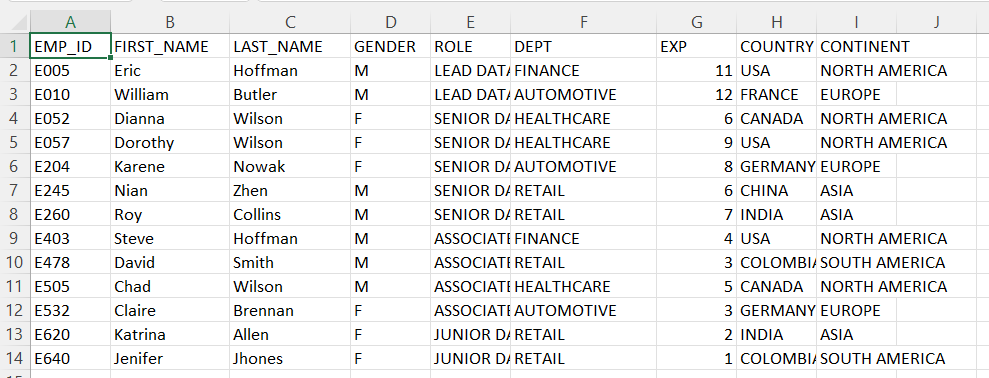 A B C D E F G H I J
1 EMP_ID FIRST_NAME LAST_NAME GENDER ROLE DEPT EXP COUNTRY CONTINENT
2 E005 Eric Hoffman M LEAD DATA FINANCE 11 USA NORTH AMERICA
3 E010 William Butler M LEAD DATA AUTOMOTIVE 12 FRANCE EUROPE
4 E052 Dianna Wilson F SENIOR DA HEALTHCARE 6 CANADA NORTH AMERICA
5 E057 Dorothy Wilson F SENIOR DA HEALTHCARE 9 USA NORTH AMERICA
6 E204 Karene Nowak F SENIOR DA AUTOMOTIVE 8 GERMANY EUROPE
7 E245 Nian Zhen M SENIOR DA RETAIL 6 CHINA ASIA
8 E260 Roy Collins M SENIOR DA RETAIL 7 INDIA ASIA
9 E403 Steve Hoffman M ASSOCIATE FINANCE 4 USA NORTH AMERICA
10 E478 David Smith M ASSOCIATE RETAIL 3 COLOMBIA SOUTH AMERICA
11 E505 Chad Wilson M ASSOCIATE HEALTHCARE 5 CANADA NORTH AMERICA
12 E532 Claire Brennan F ASSOCIATE AUTOMOTIVE 3 GERMANY EUROPE
13 E620 Katrina Allen F JUNIOR DA RETAIL 2 INDIA ASIA
14 E640 Jenifer Jhones F JUNIOR DA RETAIL 1 COLOMBIA SOUTH AMERICA